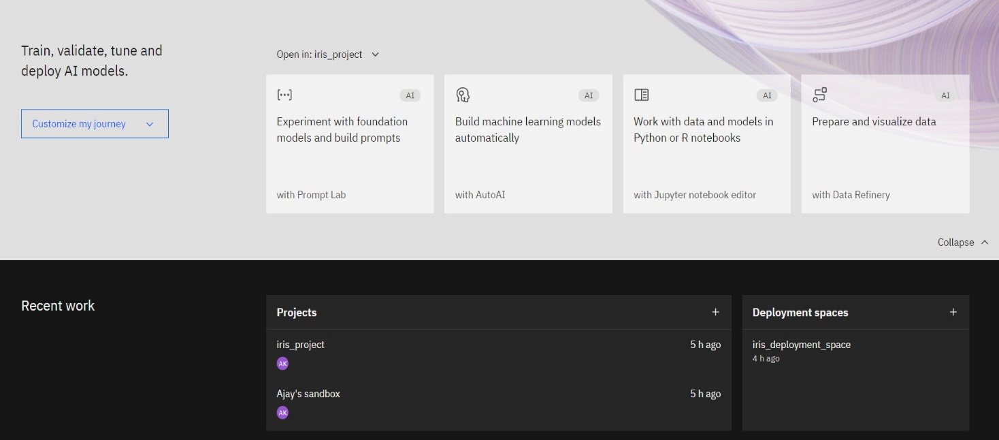 Train, validate, tune and
deploy AI models.
Customize my journey
Open in: iris_project
AI
Experiment with foundation
models and build prompts
with Prompt Lab
AI
Build machine learning models
automatically
with AutoAI
AI
Work with data and models in
Python or R notebooks
with Jupyter notebook editor
AI
Prepare and visualize data
with Data Refinery
Collapse
Recent work
Projects
iris_project 5 h ago
AK
Ajay's sandbox 5 h ago
AK
Deployment spaces
iris_deployment_space
4 h ago